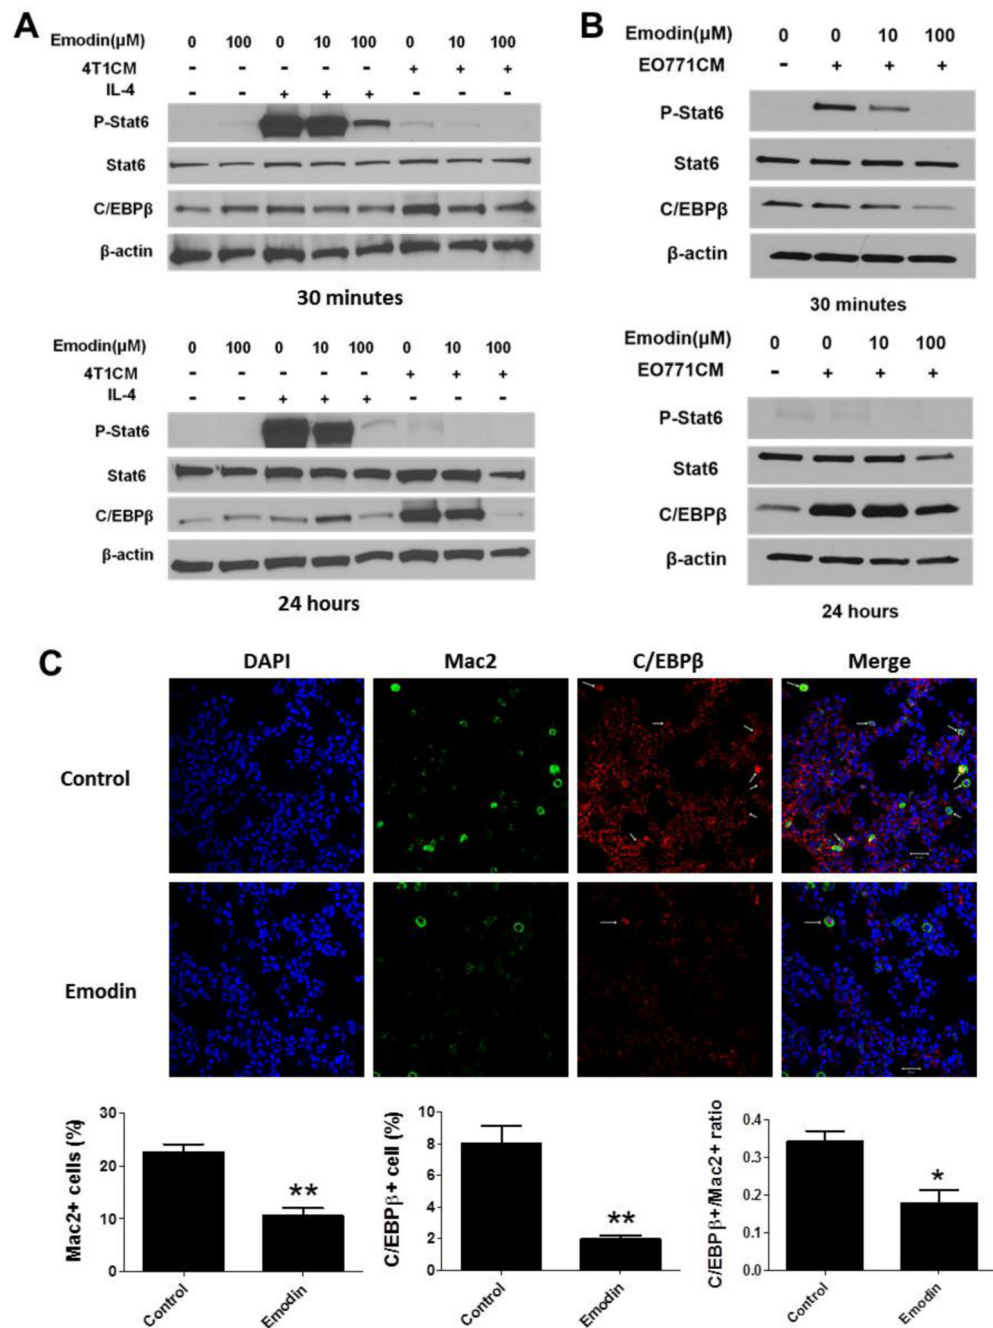 A
Emodin(µM) 0 100 0 10 100 0 10 100
4T1CM - - - - - + + +
IL-4 - - + + + - - -
P-Stat6
Stat6
C/EBPβ
β-actin
30 minutes
Emodin(µM) 0 100 0 10 100 0 10 100
4T1CM - - - - - + + +
IL-4 - - + + + - - -
P-Stat6
Stat6
C/EBPβ
β-actin
24 hours
B
Emodin(µM) 0 0 10 100
EO771CM - + + +
P-Stat6
Stat6
C/EBPβ
β-actin
30 minutes
Emodin(µM) 0 0 10 100
EO771CM - + + +
P-Stat6
Stat6
C/EBPβ
β-actin
24 hours
C
DAPI Mac2 C/EBPβ Merge
Control
Emodin
Mac2+ cells (%)
30
20
10
0
**
Control Emodin
C/EBPβ+ cell (%)
10
8
6
4
2
0
**
Control Emodin
C/EBPβ+/Mac2+ ratio
0.4
0.3
0.2
0.1
0.0
*
Control Emodin